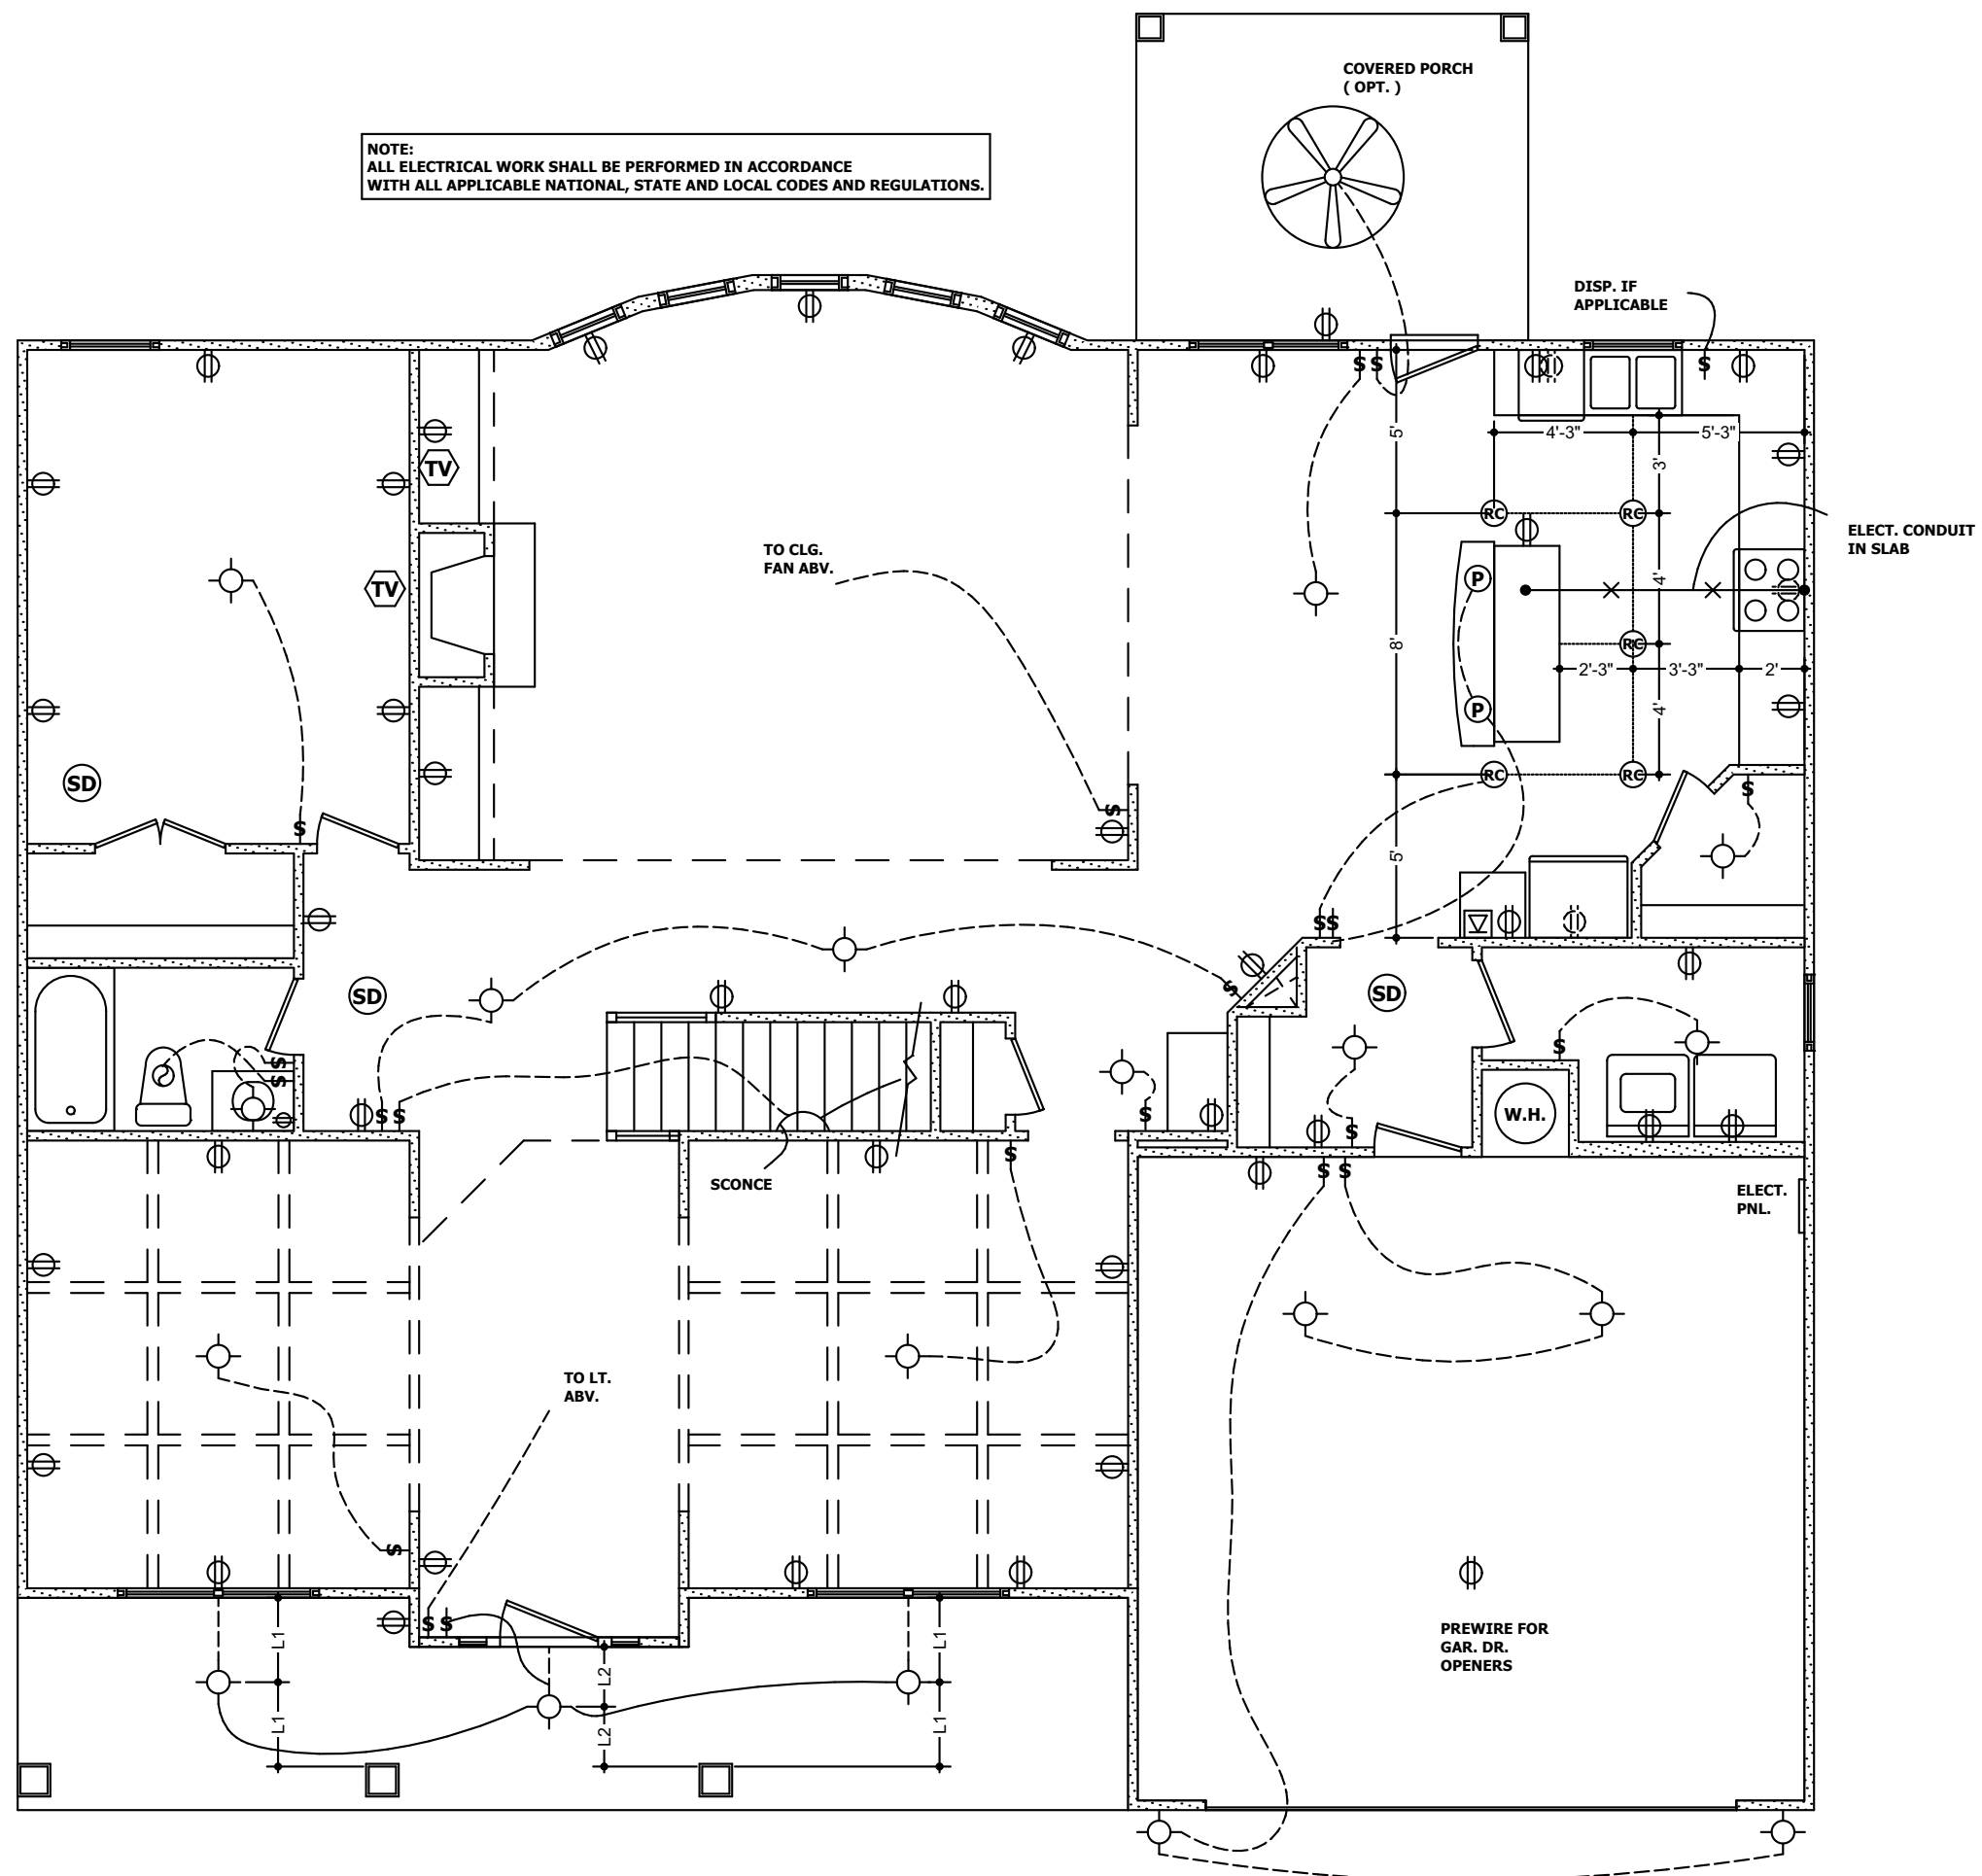 COVERED PORCH
( OPT. )
NOTE:
ALL ELECTRICAL WORK SHALL BE PERFORMED IN ACCORDANCE
WITH ALL APPLICABLE NATIONAL, STATE AND LOCAL CODES AND REGULATIONS.
DISP. IF
APPLICABLE
S S
S
5'
4'-3"
5'-3"
3'
TV
RC
RC
ELECT. CONDUIT
IN SLAB
TO CLG.
FAN ABV.
TV
P
4'
8'
RC
2'-3"
3'-3"
2'
P
4'
SD
RC
RC
S
S
S
5'
SS
SD
S
SD
S
S
S
S S
S
W.H.
S
S
SCONCE
S S
ELECT.
PNL.
TO LT.
ABV.
S
S S
L1
L1
L2
PREWIRE FOR
GAR. DR.
OPENERS
L1
L2
L1